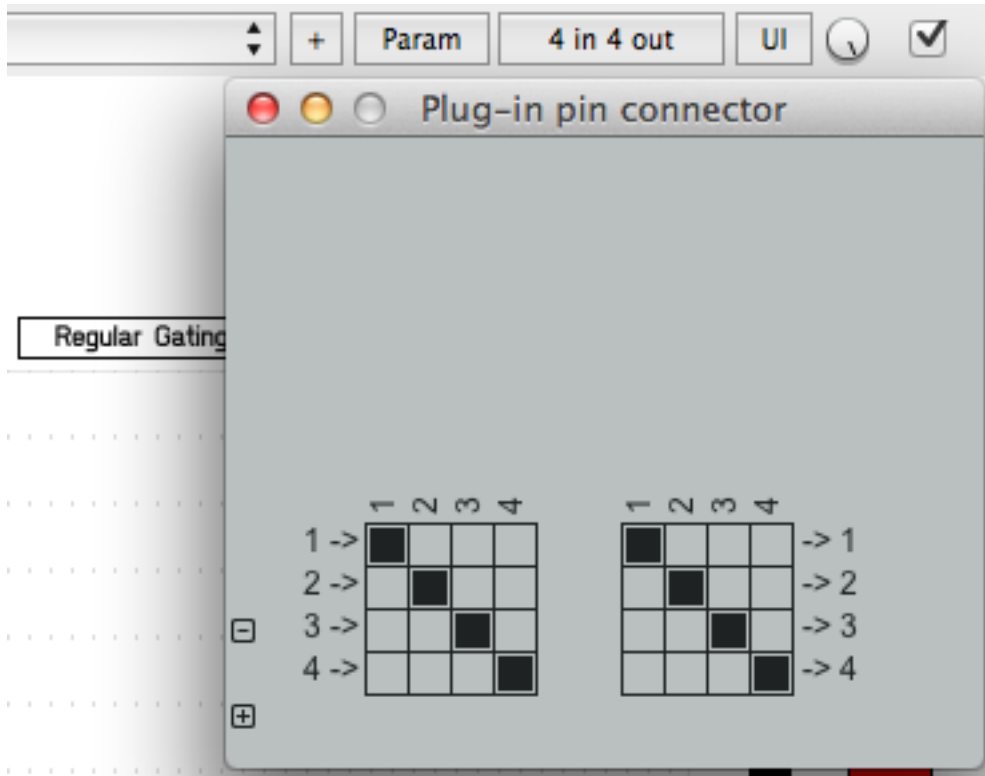 + Param 4 in 4 out UI
Plug-in pin connector
Regular Gating
1 2 3 4 1 2 3 4
1 -> -> 1
2 -> -> 2
3 -> -> 3
4 -> -> 4